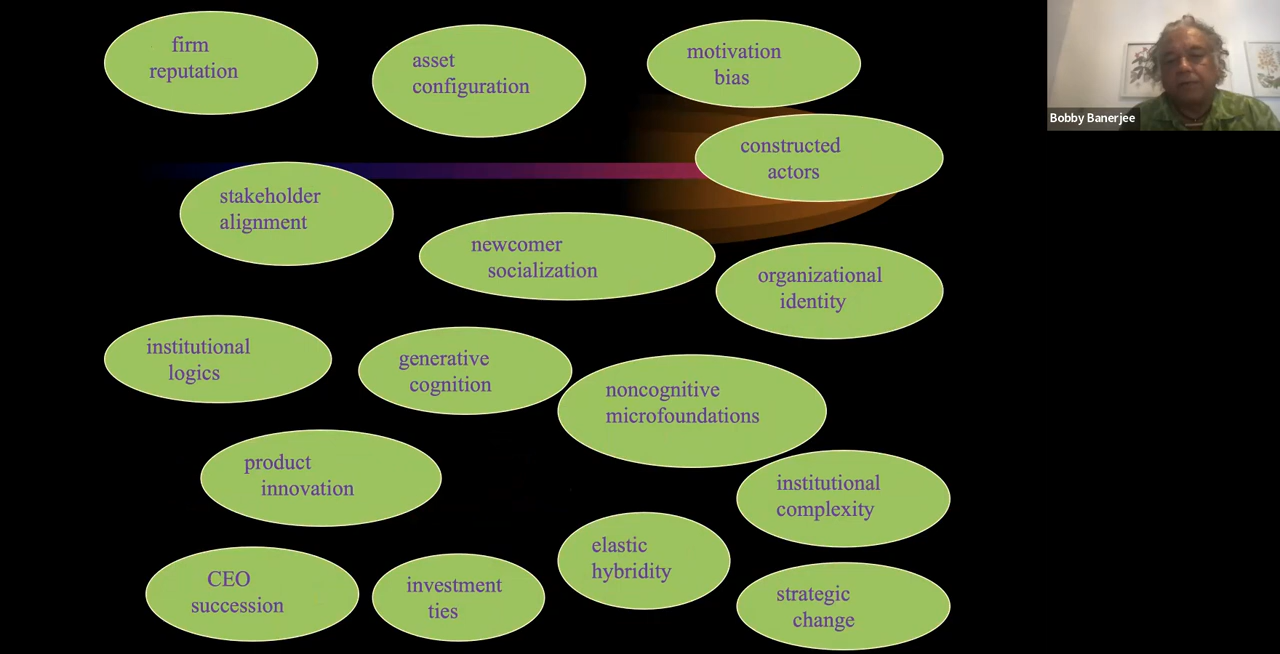 firm
reputation
asset
configuration
motivation
bias
Bobby Banerjee
constructed
actors
stakeholder
alignment
newcomer
socialization
organizational
identity
institutional
logics
generative
cognition
noncognitive
microfoundations
product
innovation
institutional
complexity
elastic
hybridity
CEO
succession
investment
ties
strategic
change